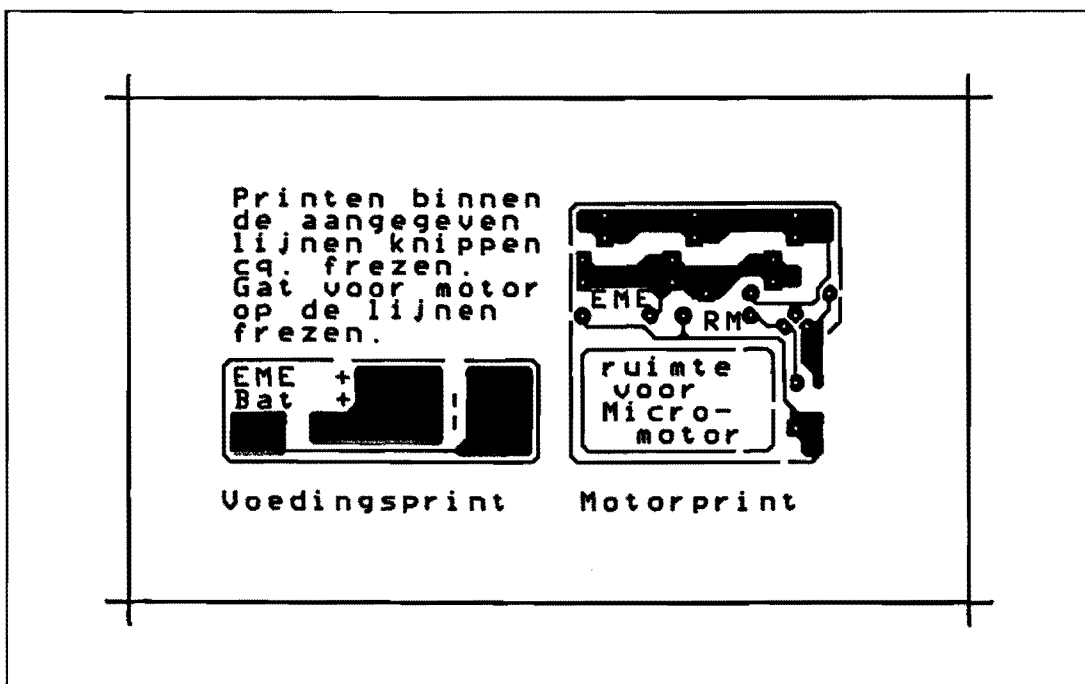 Printen binnen
de aangegeven
lijnen knippen
cq. frezen.
Gat voor motor
op de lijnen
frezen.
EME +
Bat +
Voedingsprint
EME
RM
ruimte
voor
Micro-
motor
Motorprint